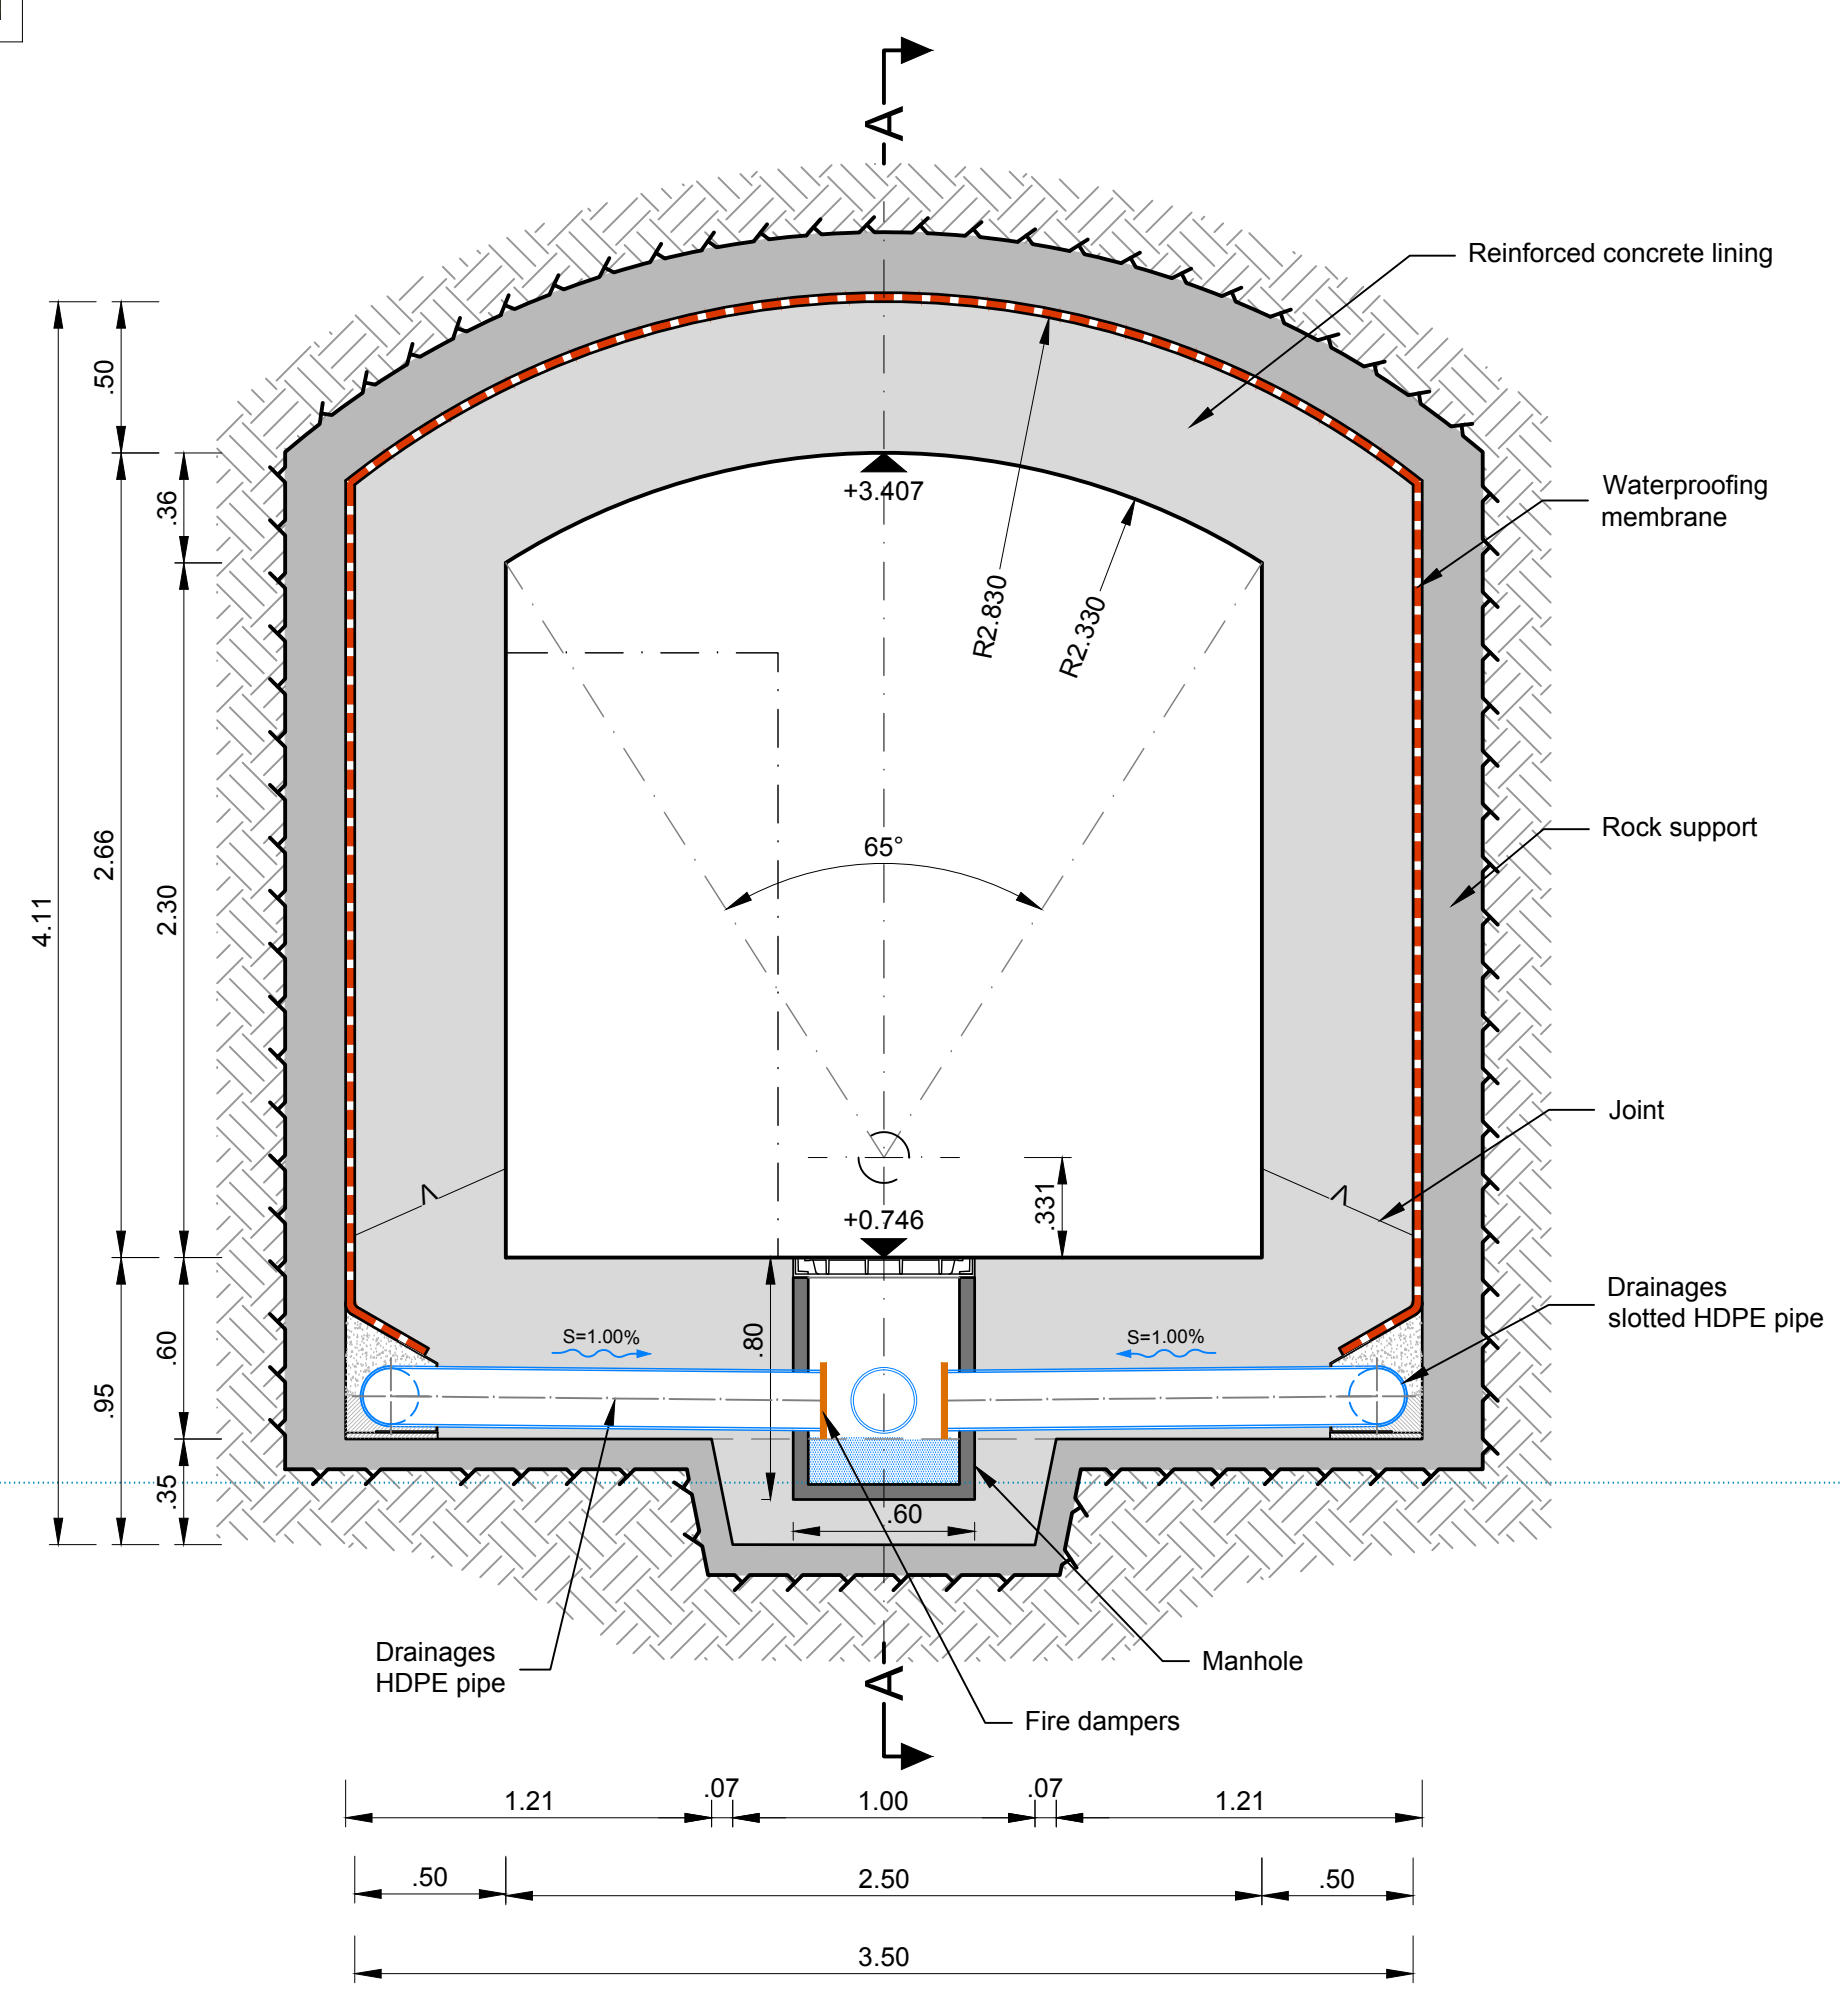 A
Reinforced concrete lining
.50
.36
+3.407
Waterproofing
membrane
R2.830
R2.330
65°
2.66
2.30
4.11
Rock support
Joint
.331
+0.746
Drainages
slotted HDPE pipe
S=1.00%
S=1.00%
.80
.60
.95
.35
.60
Drainages
HDPE pipe
Manhole
A
Fire dampers
1.21
.07
1.00
.07
1.21
.50
2.50
.50
3.50